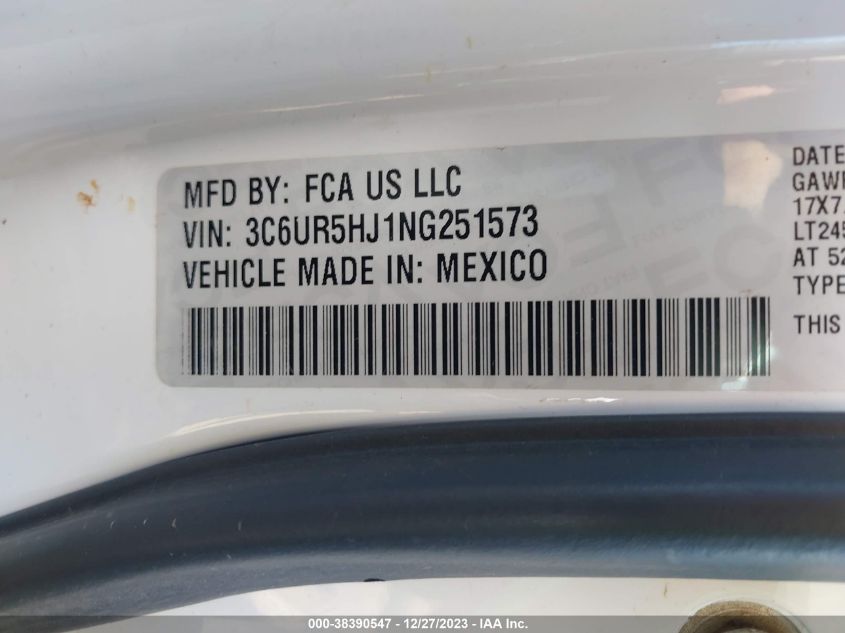 MFD BY: FCA US LLC
VIN: 3C6UR5HJ1NG251573
VEHICLE MADE IN: MEXICO
DATE
GAWR
17X7.
LT245
AT 52
TYPE
THIS
000-38390547 - 12/27/2023 - IAA Inc.